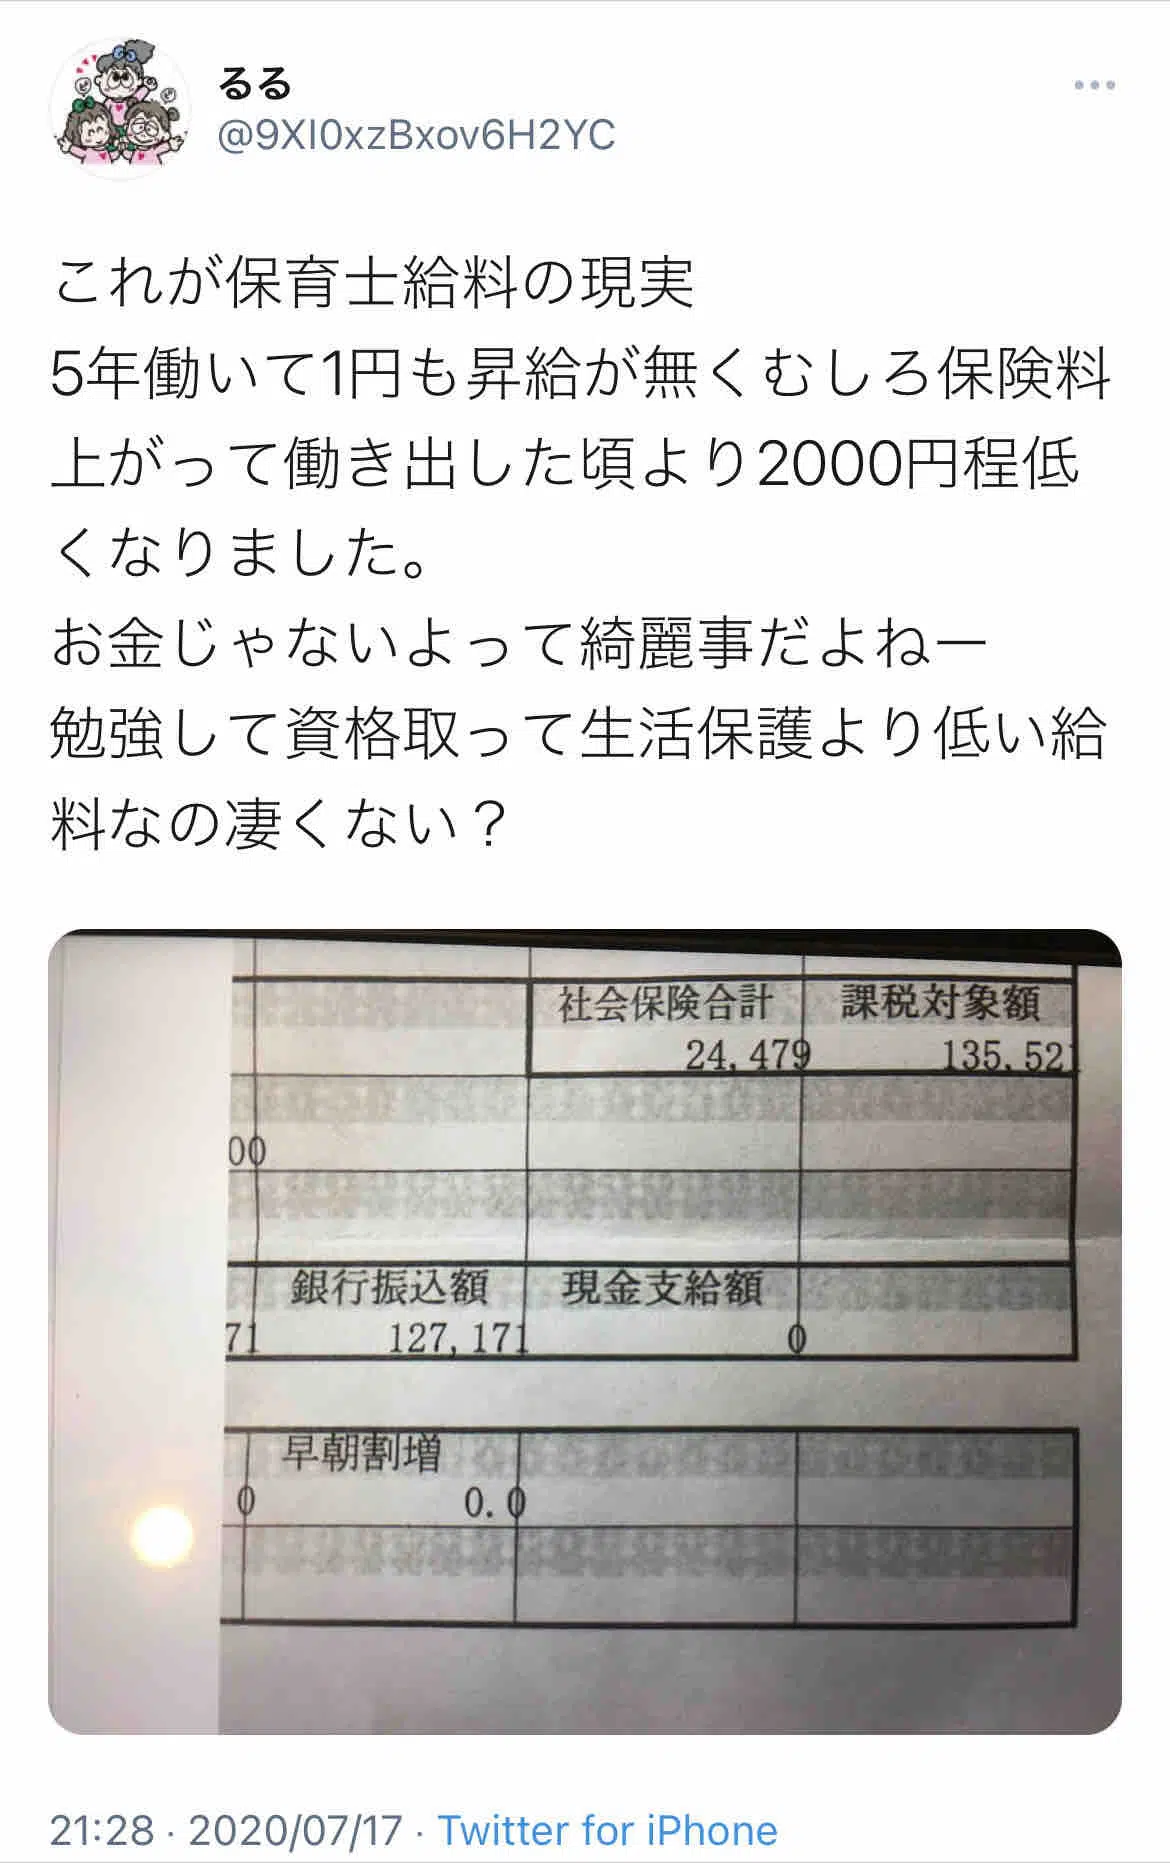 るる
@9XI0xzBxov6H2YC
これが保育士給料の現実
5年働いて1円も昇給が無くむしろ保険料
上がって働き出した頃より2000円程低
くなりました。
お金じゃないよって綺麗事だよねー
勉強して資格取って生活保護より低い給
料なの凄くない？
社会保険合計 課税対象額
24,479 135,521
00
銀行振込額 現金支給額
71 127,171 0
早朝割増
0 0.0
21:28 · 2020/07/17 · Twitter for iPhone